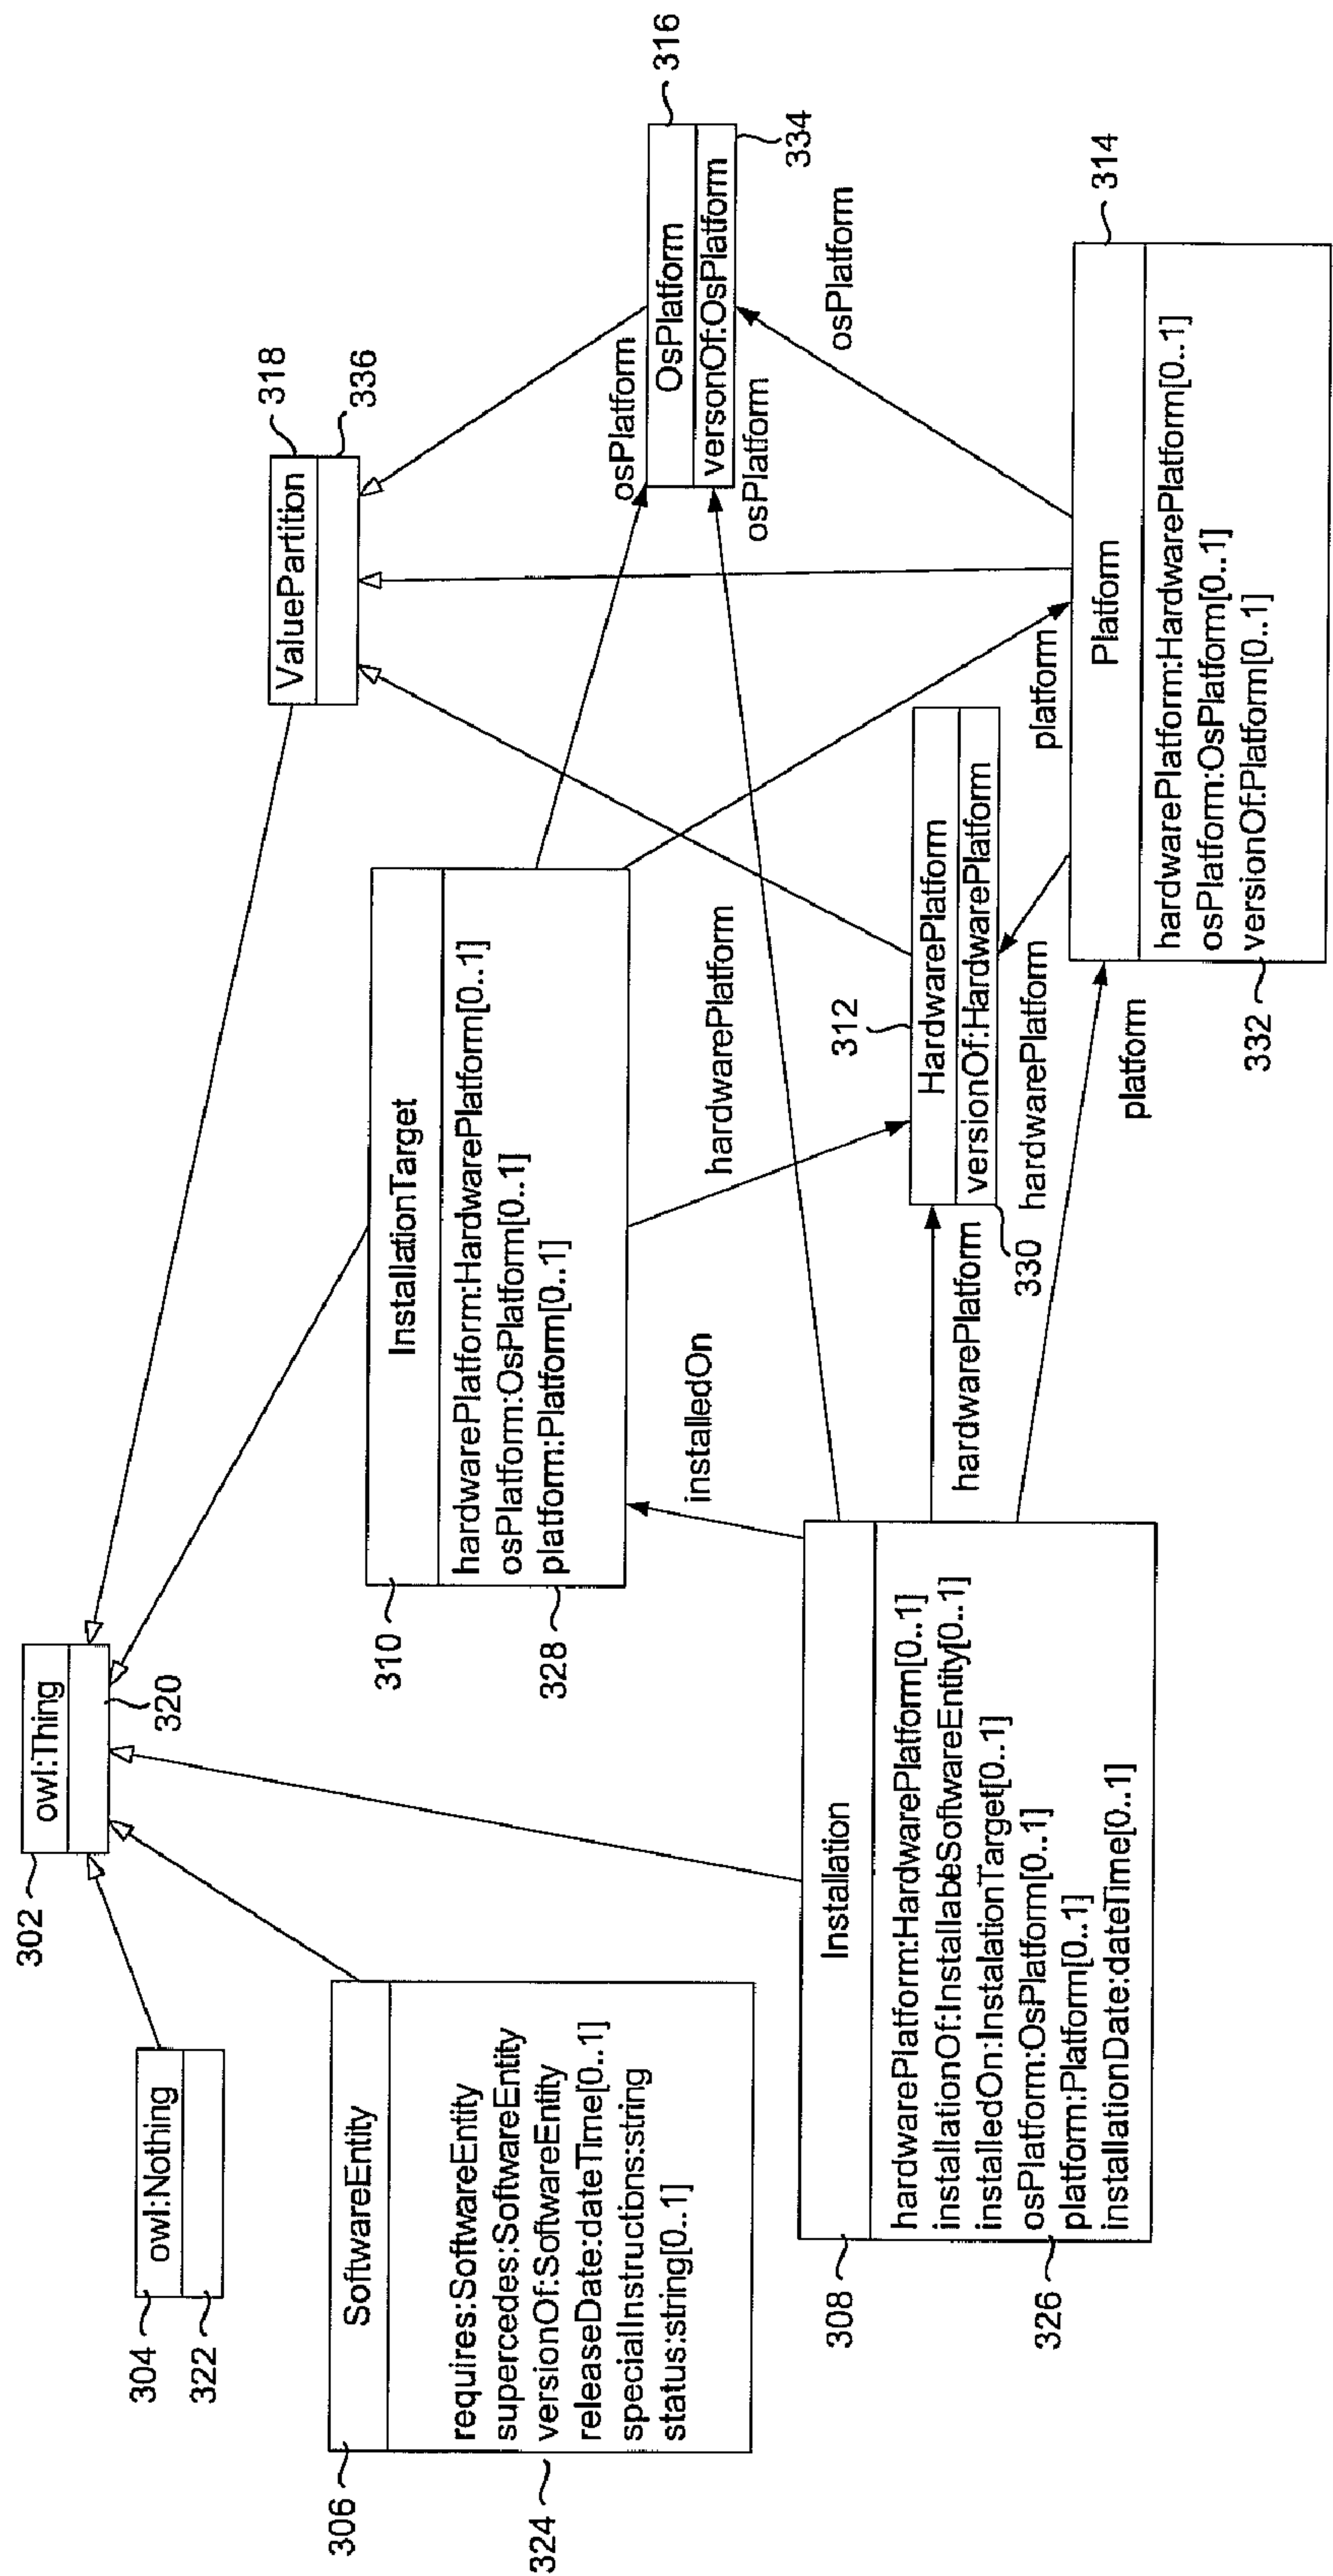 302
owl:Thing
320
304
owl:Nothing
322
318
ValuePartition
336
306
SoftwareEntity
requires:SoftwareEntity
supercedes:SoftwareEntity
versionOf:SoftwareEntity
releaseDate:dateTime[0..1]
specialInstructions:string
status:string[0..1]
324
310
InstallationTarget
hardwarePlatform:HardwarePlatform[0..1]
osPlatform:OsPlatform[0..1]
platform:Platform[0..1]
328
osPlatform
316
OsPlatform
versonOf:OsPlatform
334
osPlatform
osPlatform
installedOn
hardwarePlatform
308
Installation
hardwarePlatform:HardwarePlatform[0..1]
installationOf:InstallabeSoftwareEntity[0..1]
installedOn:InstalationTarget[0..1]
osPlatform:OsPlatform[0..1]
platform:Platform[0..1]
installationDate:dateTime[0..1]
326
312
HardwarePlatform
versionOf:HardwarePlatform
330
hardwarePlatform
hardwarePlatform
platform
platform
314
Platform
hardwarePlatform:HardwarePlatform[0..1]
osPlatform:OsPlatform[0..1]
versionOf:Platform[0..1]
332